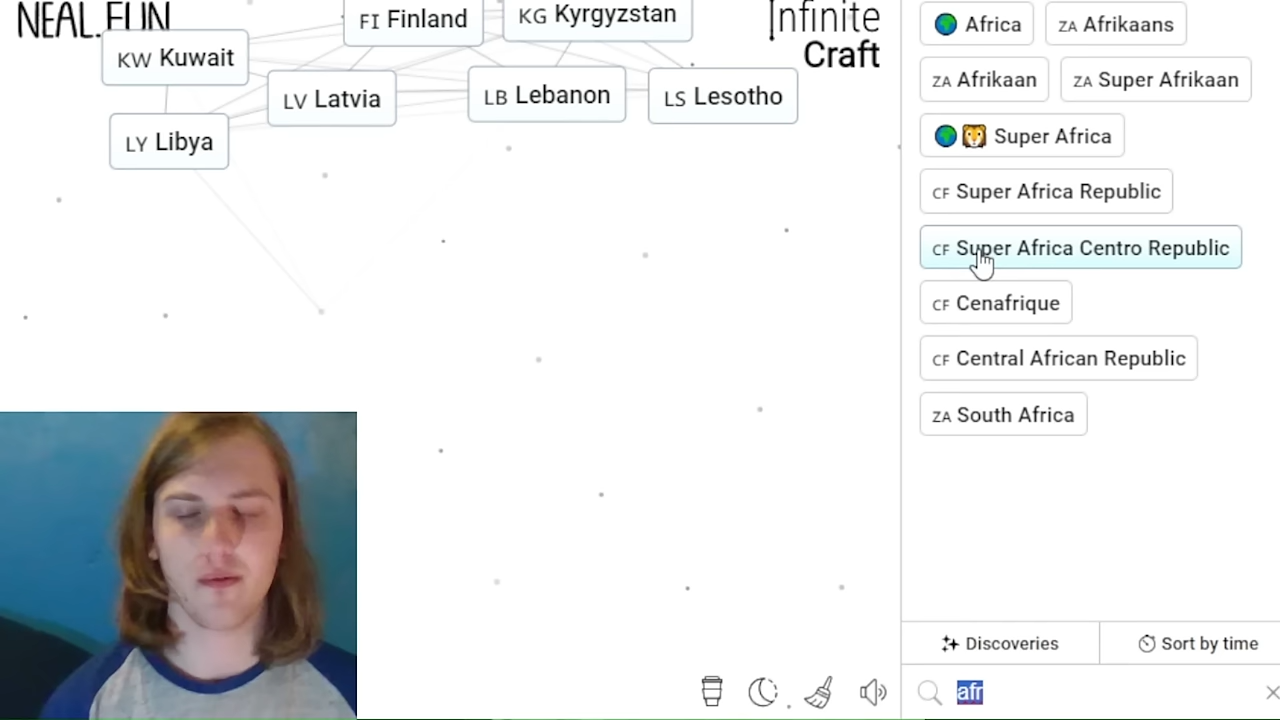 NEAL.FUN
FI Finland
KG Kyrgyzstan
Infinite
Craft
KW Kuwait
LV Latvia
LB Lebanon
LS Lesotho
LY Libya
Africa
ZA Afrikaans
ZA Afrikaan
ZA Super Afrikaan
Super Africa
CF Super Africa Republic
CF Super Africa Centro Republic
CF Cenafrique
CF Central African Republic
ZA South Africa
Discoveries
Sort by time
afr